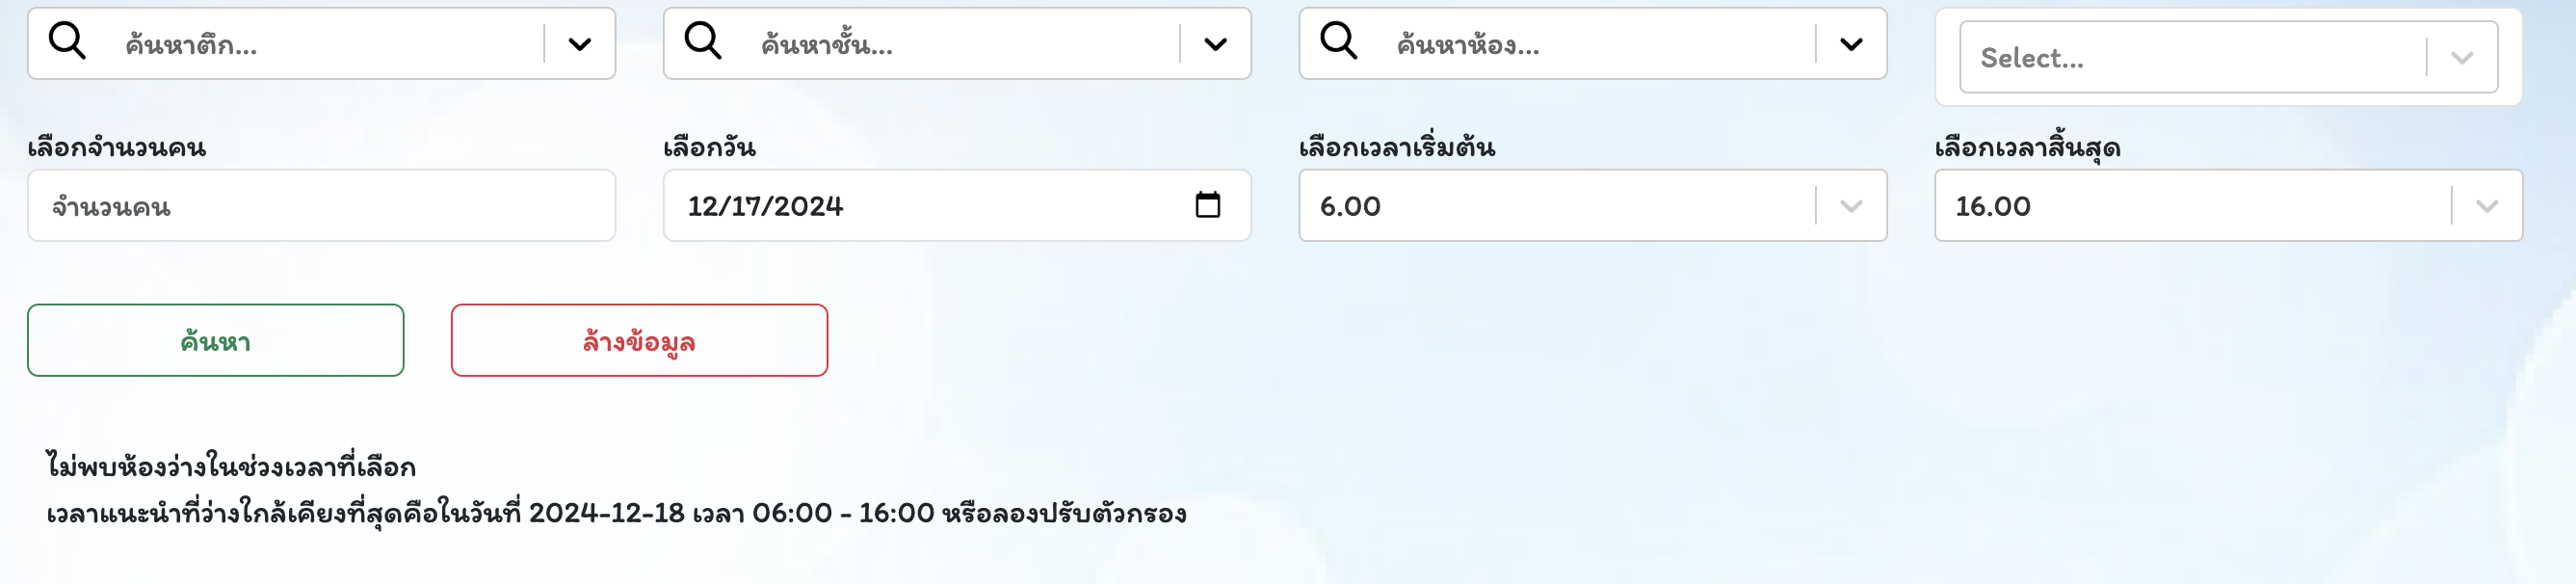 ค้นหาตึก...
ค้นหาชั้น...
ค้นหาห้อง...
Select...
เลือกจำนวนคน
เลือกวัน
เลือกเวลาเริ่มต้น
เลือกเวลาสิ้นสุด
จำนวนคน
12/17/2024
6.00
16.00
ค้นหา
ล้างข้อมูล
ไม่พบห้องว่างในช่วงเวลาที่เลือก
เวลาแนะนำที่ว่างใกล้เคียงที่สุดคือในวันที่ 2024-12-18 เวลา 06:00 - 16:00 หรือลองปรับตัวกรอง